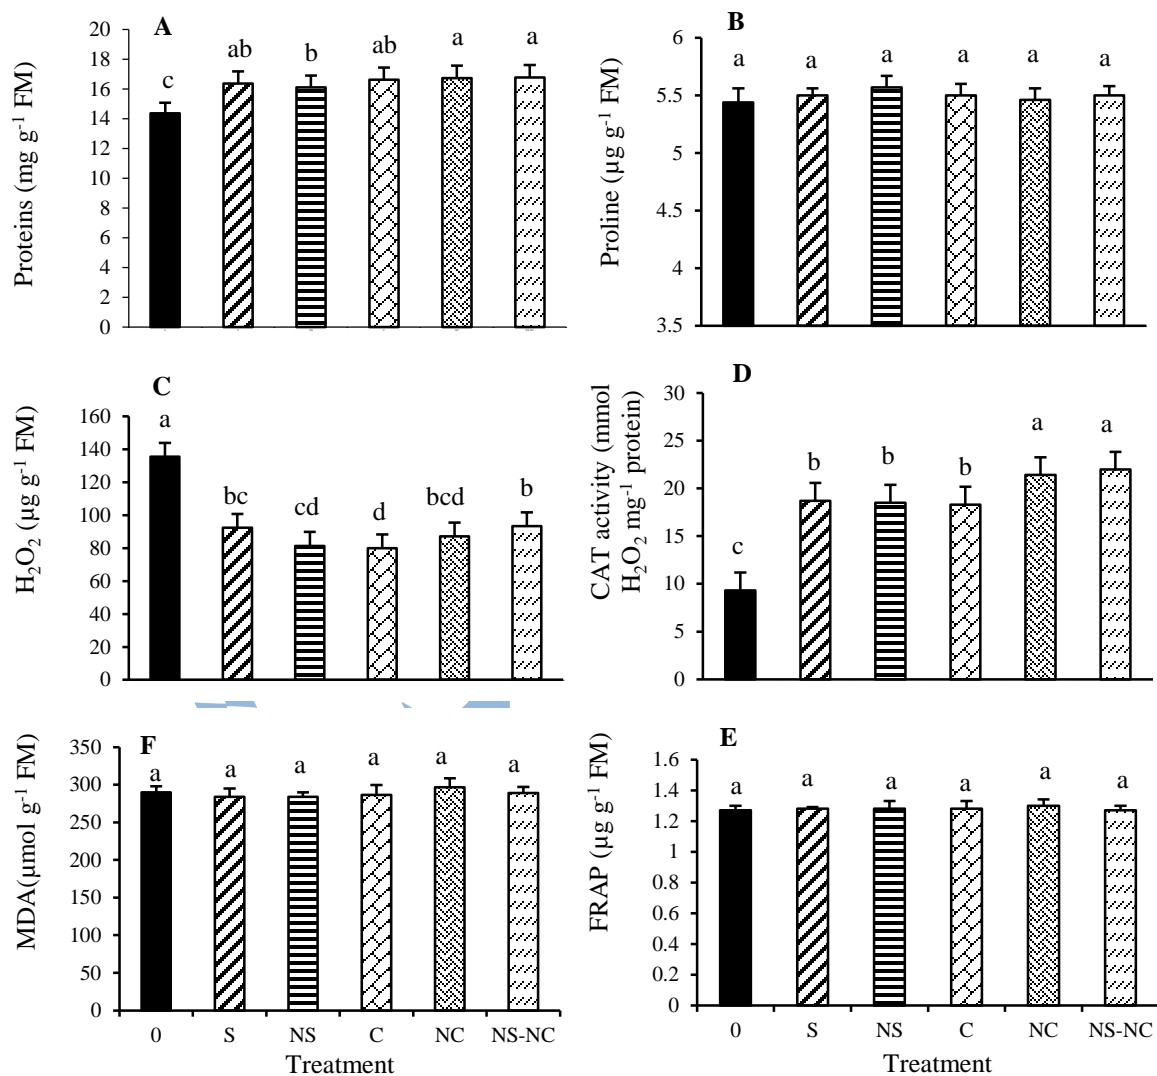 A
Proteins (mg g⁻¹ FM)
20
18
16
14
12
10
8
6
4
2
0
c
ab
b
ab
a
a
B
Proline (µg g⁻¹ FM)
6
5.5
5
4.5
4
3.5
a
a
a
a
a
a
C
H₂O₂ (µg g⁻¹ FM)
160
140
120
100
80
60
40
20
0
a
bc
cd
d
bcd
b
D
CAT activity (mmol
H₂O₂ mg⁻¹ protein)
30
25
20
15
10
5
0
c
b
b
b
a
a
F
MDA(µmol g⁻¹ FM)
350
300
250
200
150
100
50
0
a
a
a
a
a
a
0 S NS C NC NS-NC
Treatment
E
FRAP (µg g⁻¹ FM)
1.6
1.4
1.2
1
0.8
0.6
0.4
0.2
0
a
a
a
a
a
a
0 S NS C NC NS-NC
Treatment